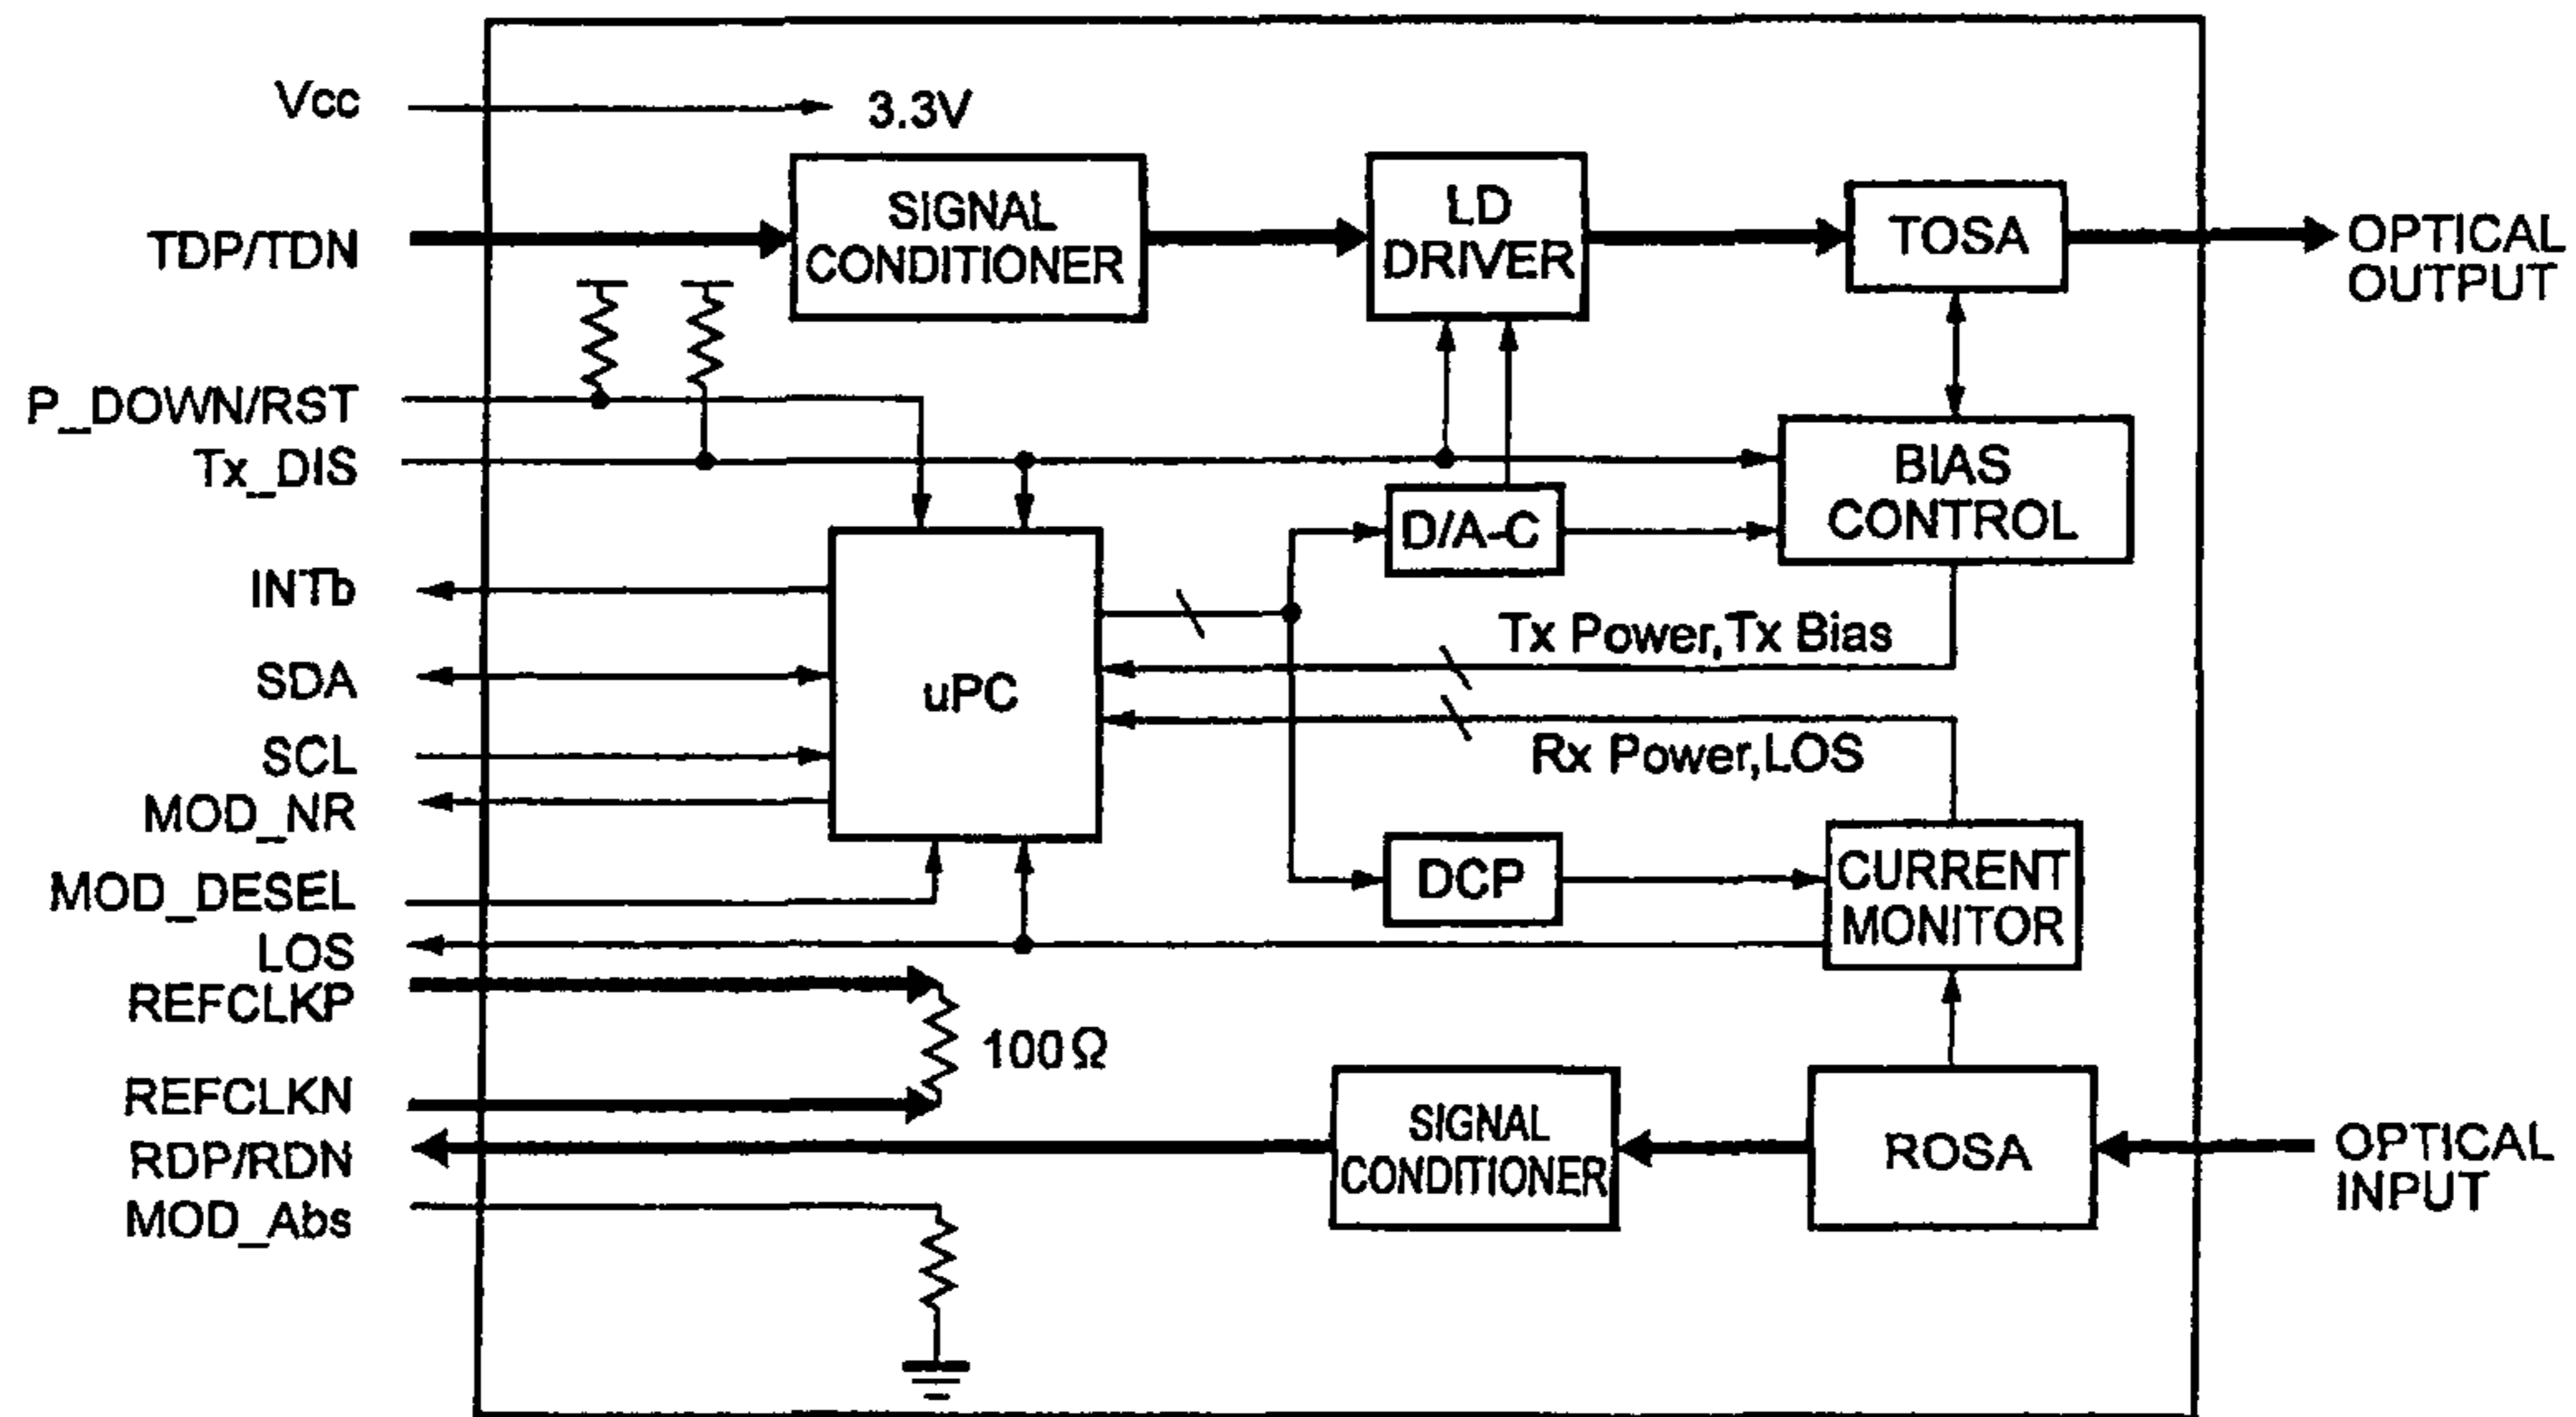 Vcc
3.3V
TDP/TDN
SIGNAL
CONDITIONER
LD
DRIVER
TOSA
OPTICAL
OUTPUT
P_DOWN/RST
Tx_DIS
BIAS
CONTROL
D/A-C
INTb
Tx Power,Tx Bias
SDA
uPC
SCL
Rx Power,LOS
MOD_NR
MOD_DESEL
DCP
CURRENT
MONITOR
LOS
REFCLKP
100Ω
REFCLKN
RDP/RDN
SIGNAL
CONDITIONER
ROSA
OPTICAL
INPUT
MOD_Abs